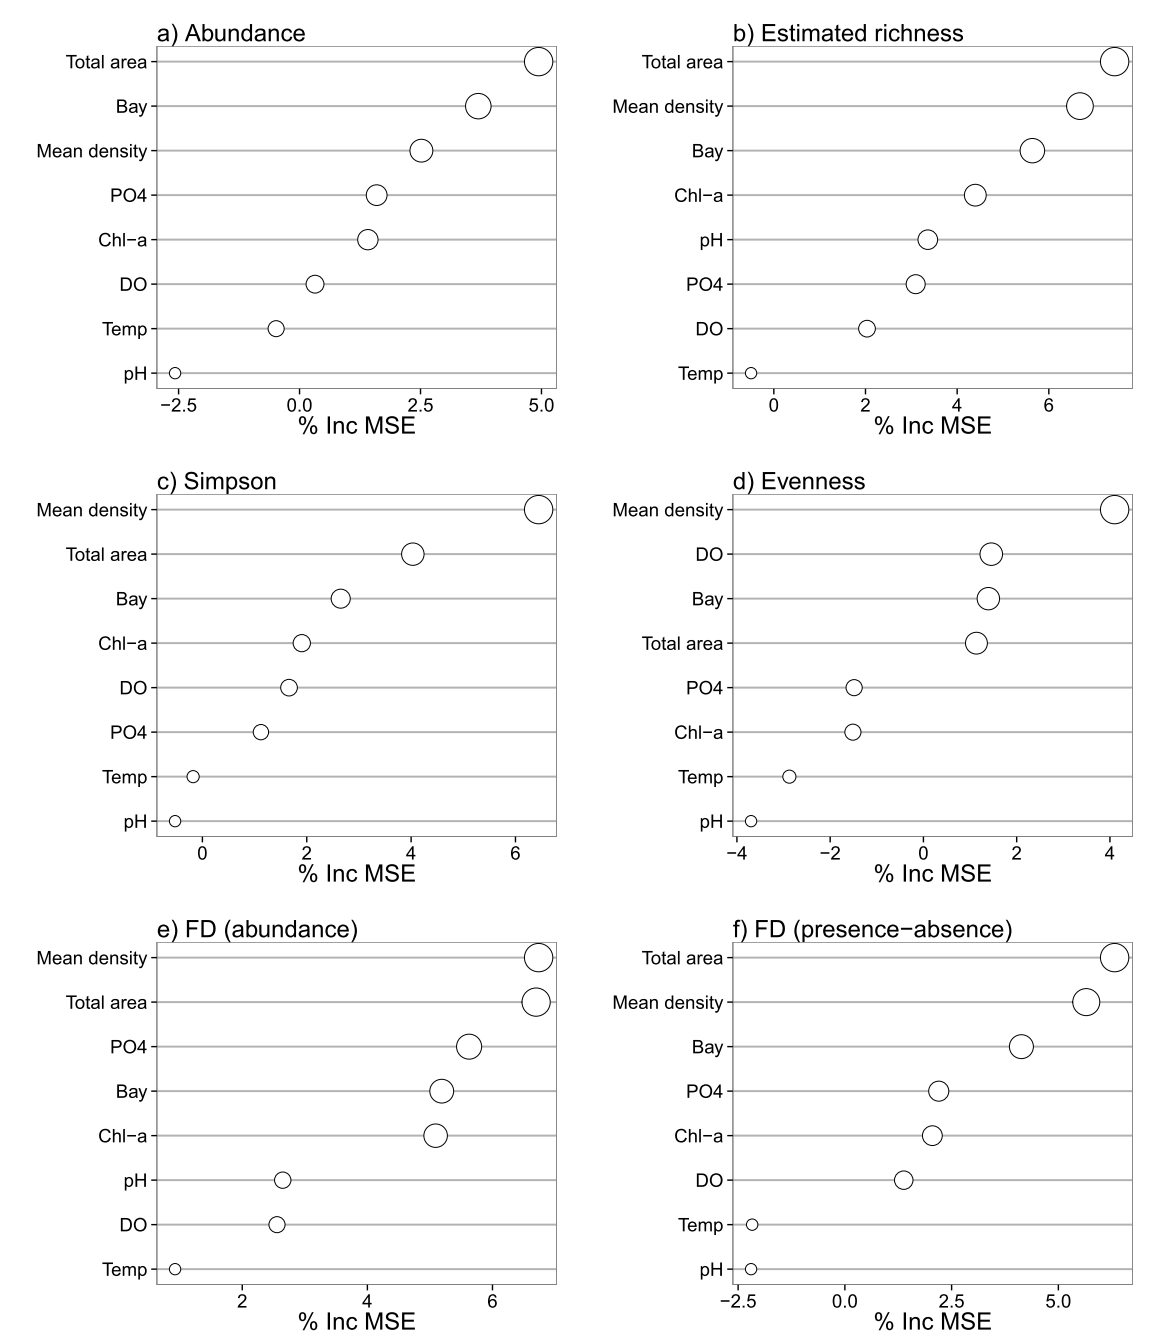 a) Abundance
Total area
Bay
Mean density
PO4
Chl−a
DO
Temp
pH
−2.5 0.0 2.5 5.0
% Inc MSE
b) Estimated richness
Total area
Mean density
Bay
Chl−a
pH
PO4
DO
Temp
0 2 4 6
% Inc MSE
c) Simpson
Mean density
Total area
Bay
Chl−a
DO
PO4
Temp
pH
0 2 4 6
% Inc MSE
d) Evenness
Mean density
DO
Bay
Total area
PO4
Chl−a
Temp
pH
−4 −2 0 2 4
% Inc MSE
e) FD (abundance)
Mean density
Total area
PO4
Bay
Chl−a
pH
DO
Temp
2 4 6
% Inc MSE
f) FD (presence−absence)
Total area
Mean density
Bay
PO4
Chl−a
DO
Temp
pH
−2.5 0.0 2.5 5.0
% Inc MSE